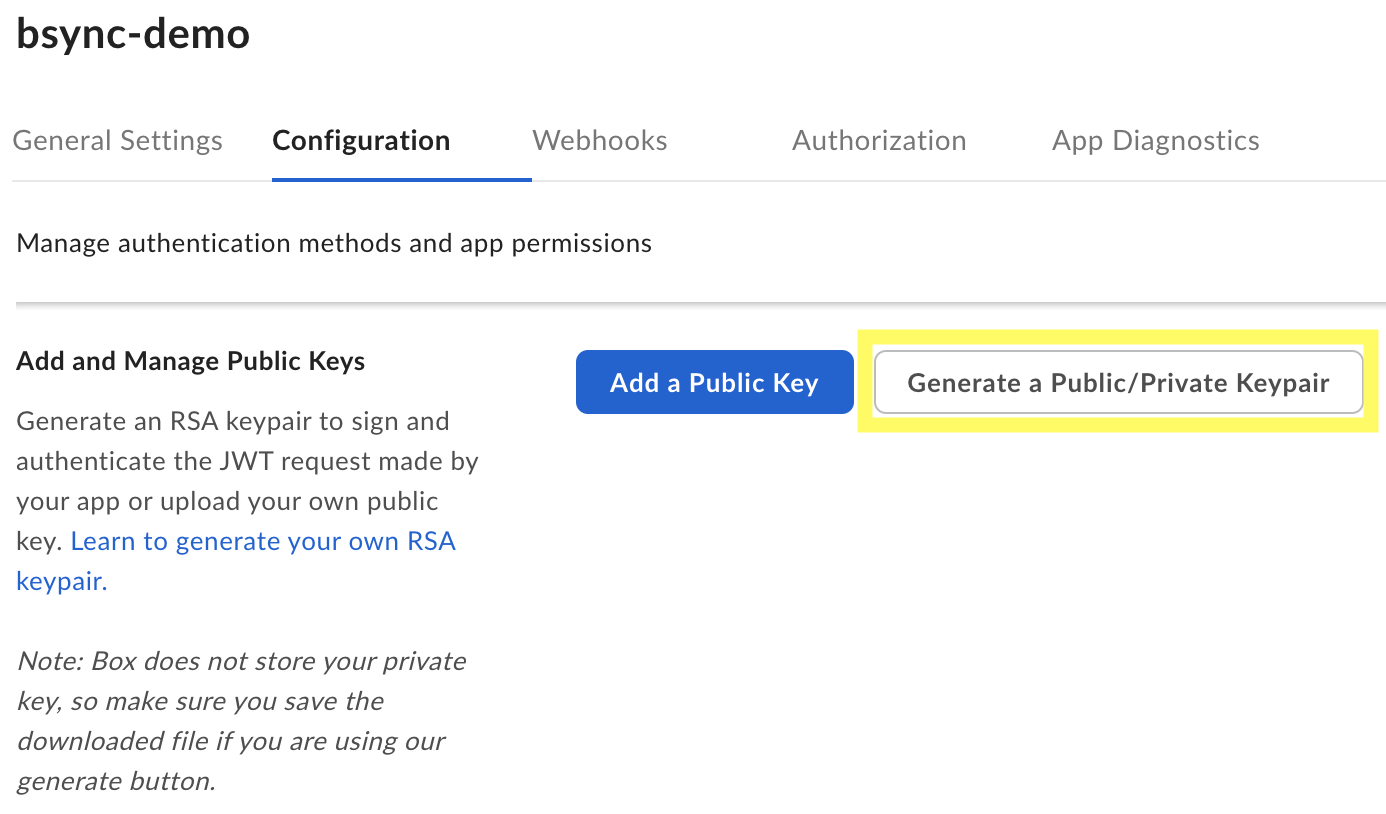 bsync-demo
General Settings Configuration Webhooks Authorization App Diagnostics
Manage authentication methods and app permissions
Add and Manage Public Keys
Add a Public Key Generate a Public/Private Keypair
Generate an RSA keypair to sign and
authenticate the JWT request made by
your app or upload your own public
key. Learn to generate your own RSA
keypair.
Note: Box does not store your private
key, so make sure you save the
downloaded file if you are using our
generate button.